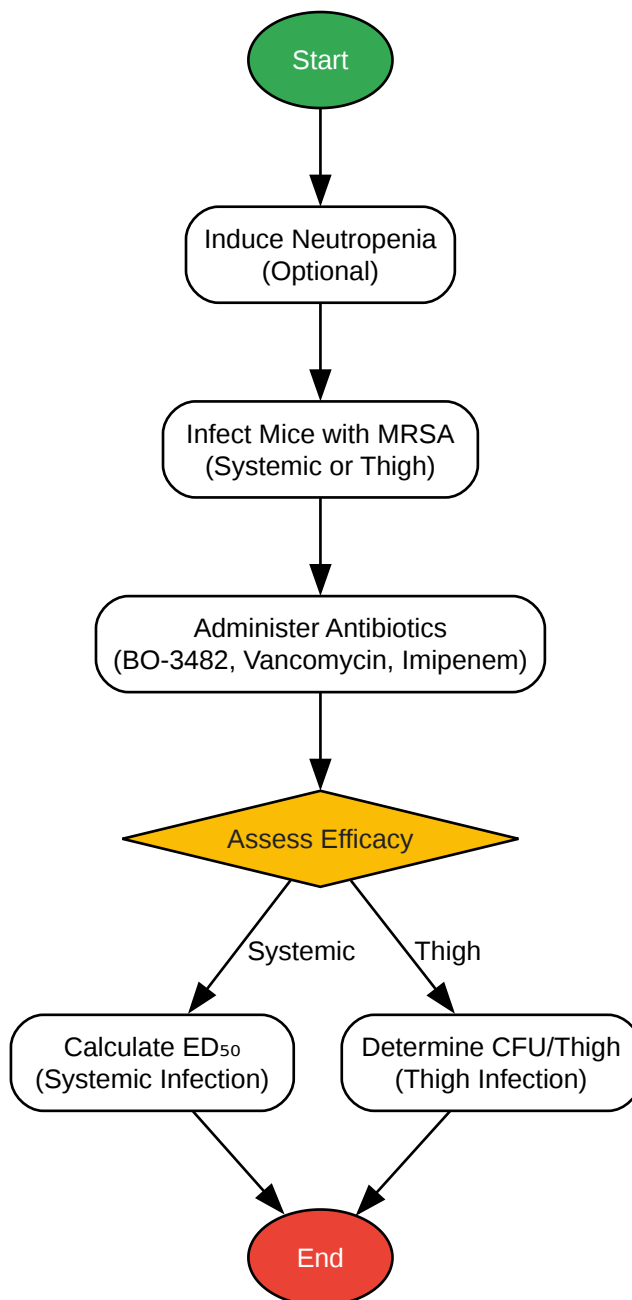 Start
Induce Neutropenia
(Optional)
Infect Mice with MRSA
(Systemic or Thigh)
Administer Antibiotics
(BO-3482, Vancomycin, Imipenem)
Assess Efficacy
Systemic
Thigh
Calculate ED₅₀
(Systemic Infection)
Determine CFU/Thigh
(Thigh Infection)
End